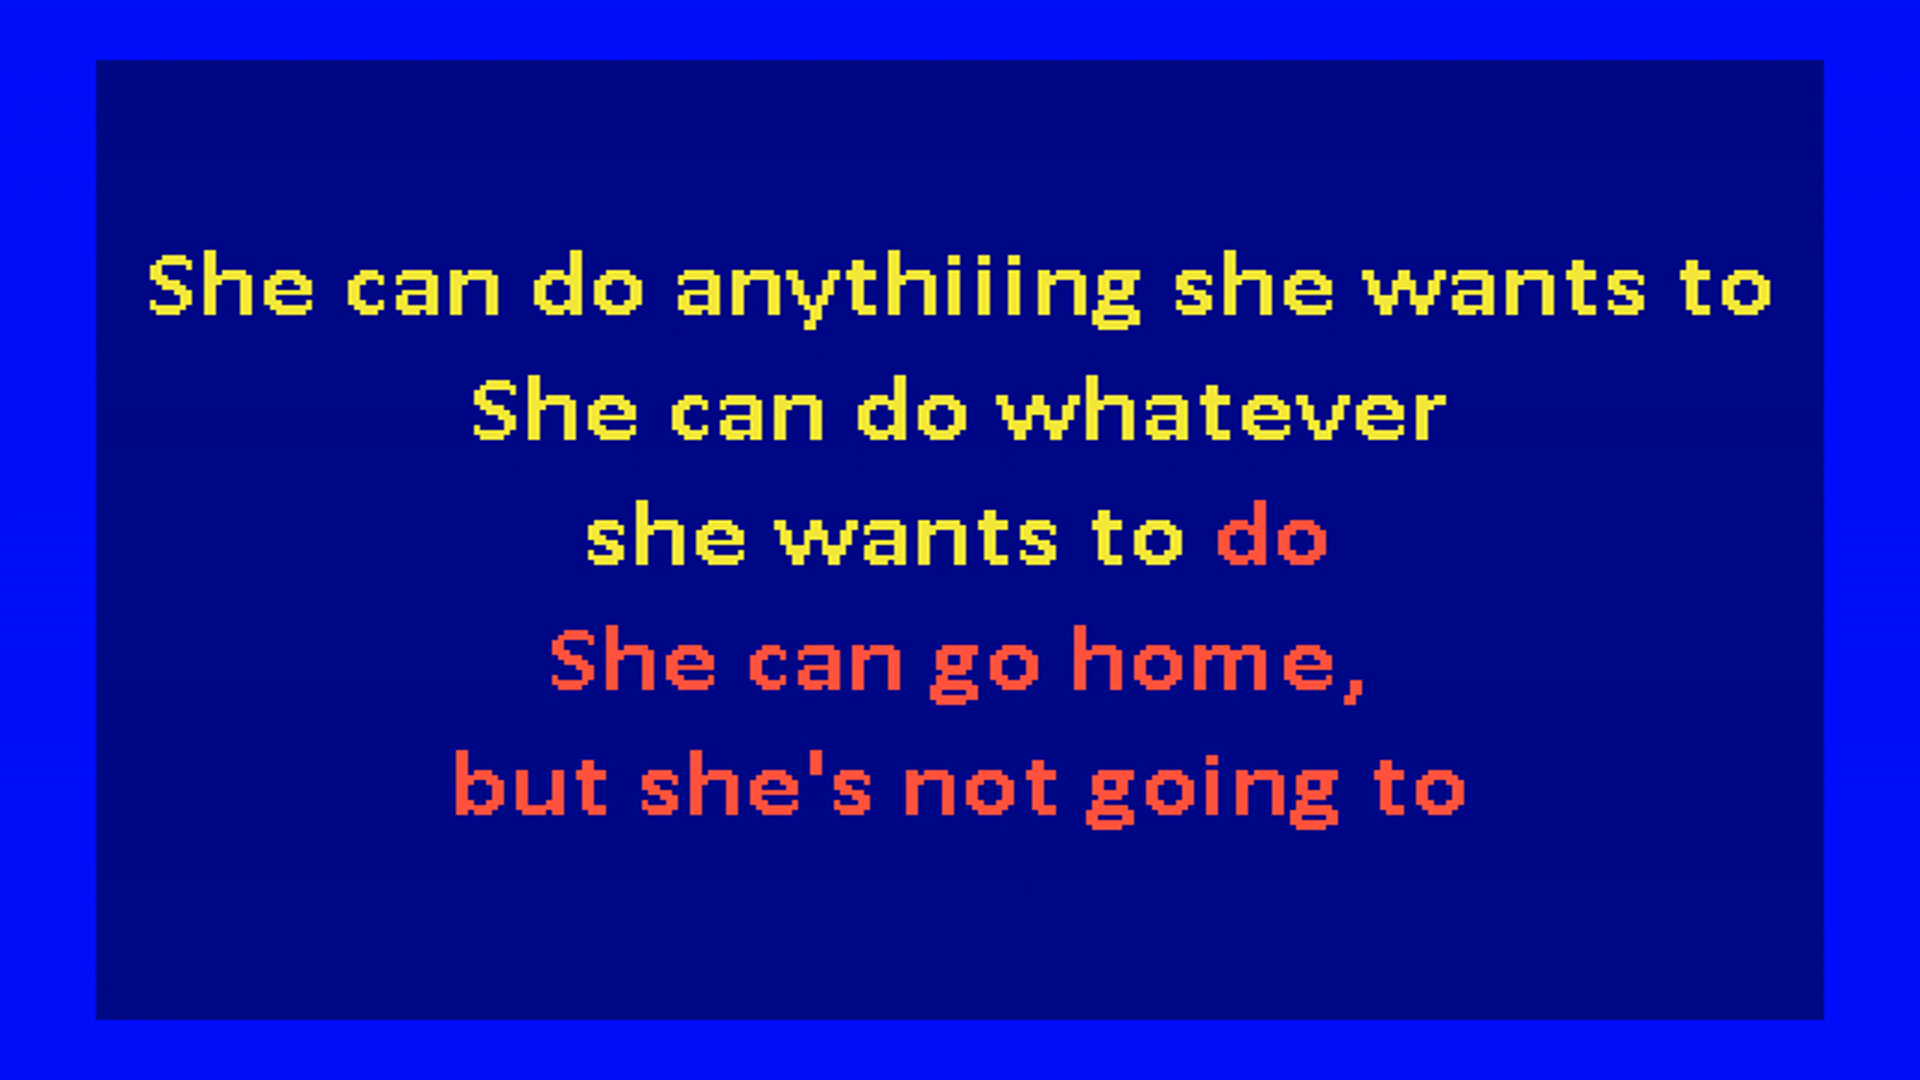 She can do anythiiing she wants to
She can do whatever
she wants to do
She can go home,
but she's not going to